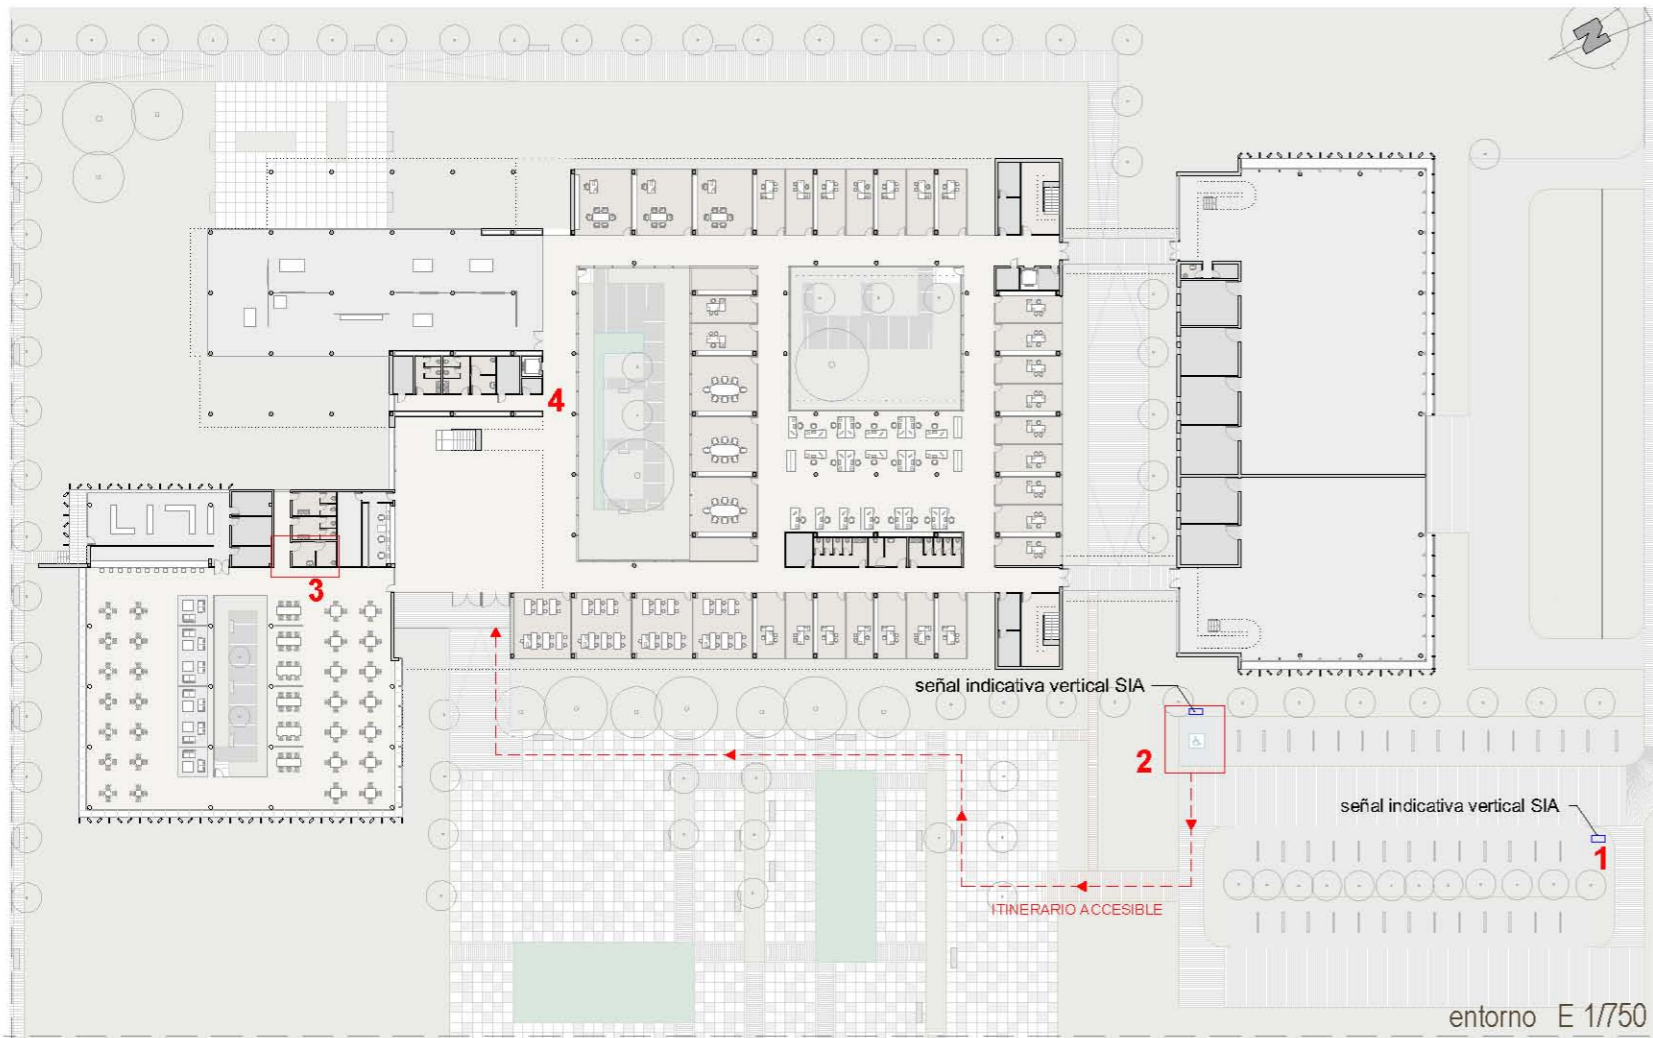 N
4
3
señal indicativa vertical SIA
2
señal indicativa vertical SIA
1
ITINERARIO ACCESIBLE
entorno E 1/750